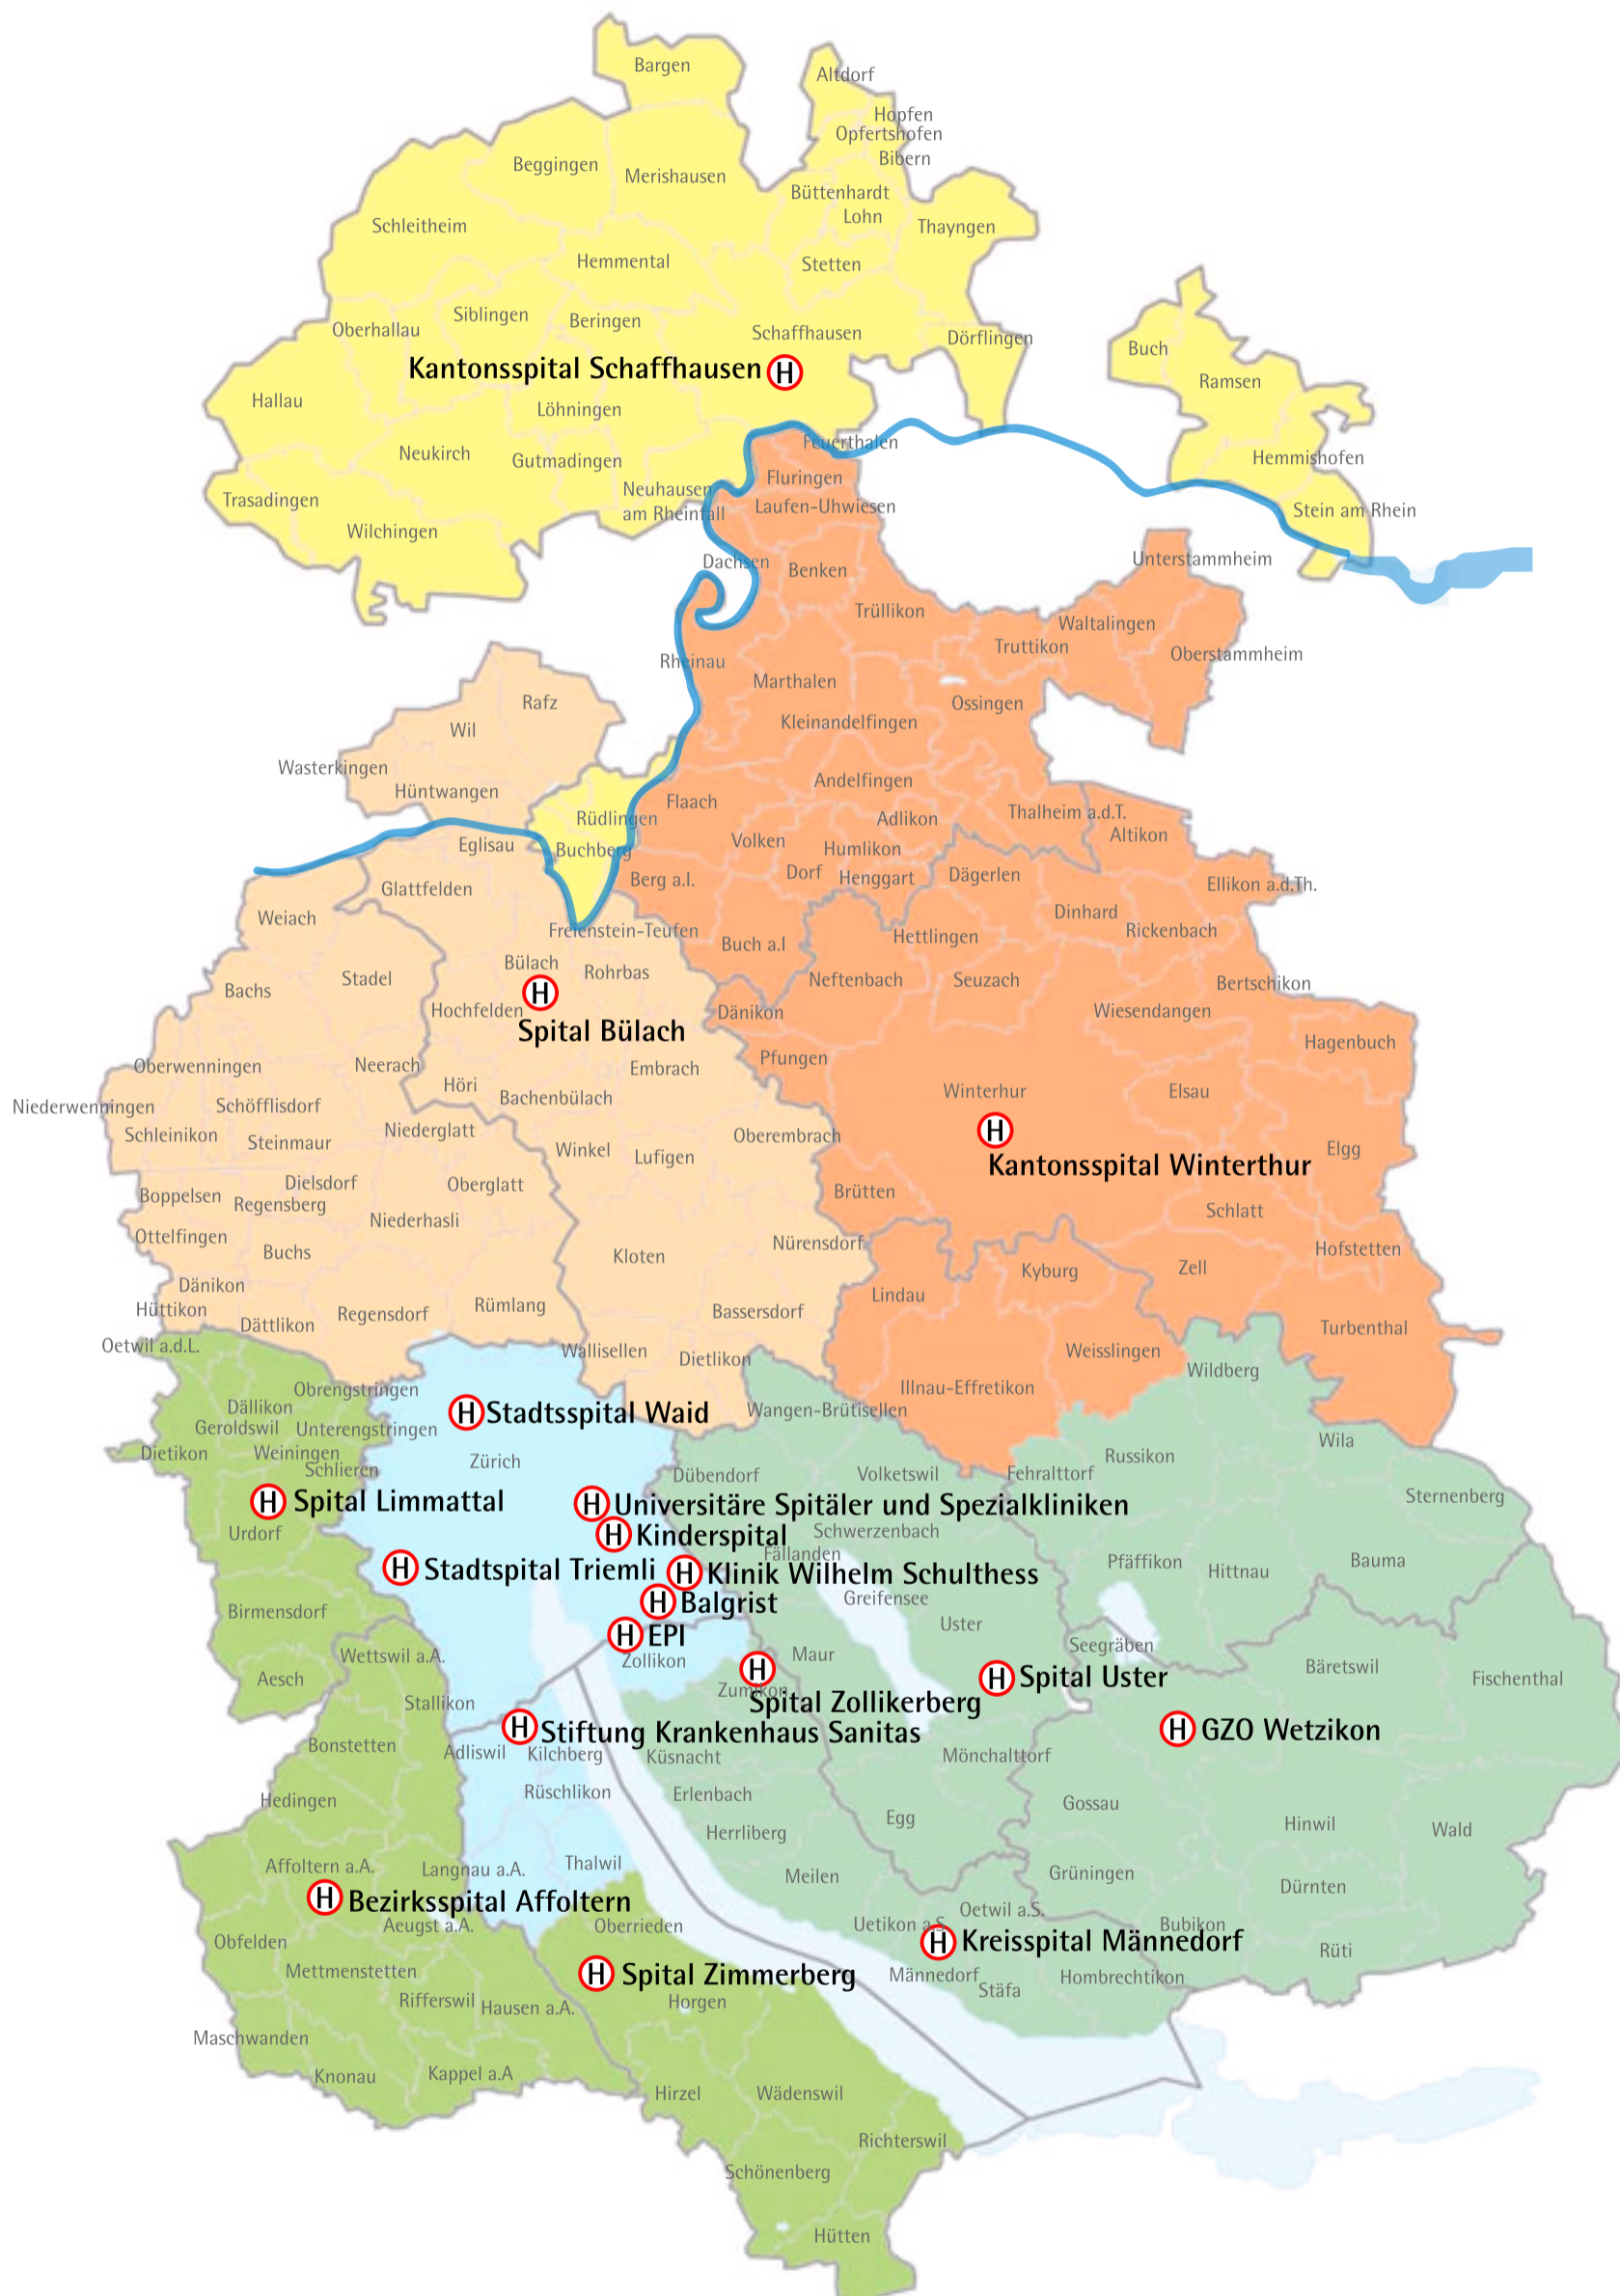 Bargen
Altdorf
Hopfen
Opfertshofen
Bibern
Beggingen
Merishausen
Büttenhardt
Lohn
Schleitheim
Thayngen
Hemmental
Stetten
Siblingen
Beringen
Oberhallau
Schaffhausen
Dörflingen
Buch
Kantonsspital Schaffhausen H
Ramsen
Hallau
Löhningen
Feuerthalen
Neukirch
Gutmadingen
Hemmishofen
Fluringen
Neuhausen
am Rheinfall
Trasadingen
Laufen-Uhwiesen
Stein am Rhein
Wilchingen
Dachsen
Benken
Unterstammheim
Trüllikon
Waltalingen
Truttikon
Oberstammheim
Rheinau
Marthalen
Rafz
Ossingen
Wil
Kleinandelfingen
Wasterkingen
Andelfingen
Hüntwangen
Flaach
Rüdlingen
Adlikon
Thalheim a.d.T.
Altikon
Eglisau
Buchberg
Volken
Humlikon
Glattfelden
Berg a.I.
Dorf
Henggart
Dägerlen
Ellikon a.d.Th.
Weiach
Dinhard
Freienstein-Teufen
Rickenbach
Buch a.I
Hettlingen
Bülach
Rohrbas
Stadel
Neftenbach
Seuzach
Bertschikon
Bachs
H
Hochfelden
Dänikon
Wiesendangen
Spital Bülach
Hagenbuch
Pfungen
Oberwenningen
Neerach
Embrach
Höri
Winterhur
Elsau
Bachenbülach
Niederwenningen
Schöfflisdorf
Schleinikon
Steinmaur
Niederglatt
Oberembrach
H
Winkel
Lufigen
Elgg
Kantonsspital Winterthur
Dielsdorf
Oberglatt
Boppelsen
Regensberg
Brütten
Schlatt
Niederhasli
Ottelfingen
Buchs
Kloten
Nürensdorf
Hofstetten
Kyburg
Zell
Dänikon
Lindau
Hüttikon
Dättlikon
Regensdorf
Rümlang
Bassersdorf
Turbenthal
Oetwil a.d.L.
Wallisellen
Dietlikon
Weisslingen
Wildberg
Obrengstringen
Illnau-Effretikon
Dällikon
H Stadtsspital Waid
Wangen-Brütisellen
Geroldswil
Unterengstringen
Wila
Dietikon
Weiningen
Zürich
Russikon
Schlieren
Dübendorf
Volketswil
Fehralttorf
Sternenberg
H Spital Limmattal
H Universitäre Spitäler und Spezialkliniken
Urdorf
H Kinderspital
Schwerzenbach
Fällanden
Pfäffikon
Hittnau
Bauma
H Stadtspital Triemli
H Klinik Wilhelm Schulthess
H Balgrist
Greifensee
Birmensdorf
Uster
H EPI
Seegräben
Wettswil a.A.
Zollikon
Maur
Bäretswil
Aesch
H
Zumikon
H Spital Uster
Fischenthal
Stallikon
Spital Zollikerberg
H Stiftung Krankenhaus Sanitas
H GZO Wetzikon
Bonstetten
Adliswil
Kilchberg
Küsnacht
Mönchalttorf
Rüschlikon
Erlenbach
Hedingen
Gossau
Egg
Hinwil
Wald
Herrliberg
Affoltern a.A.
Langnau a.A.
Thalwil
Meilen
Grüningen
Dürnten
H Bezirksspital Affoltern
Oetwil a.S.
Aeugst a.A.
Oberrieden
Uetikon a.S.
Bubikon
Obfelden
H Kreisspital Männedorf
Rüti
Mettmenstetten
H Spital Zimmerberg
Männedorf
Hombrechtikon
Stäfa
Rifferswil
Hausen a.A.
Horgen
Maschwanden
Knonau
Kappel a.A
Hirzel
Wädenswil
Richterswil
Schönenberg
Hütten